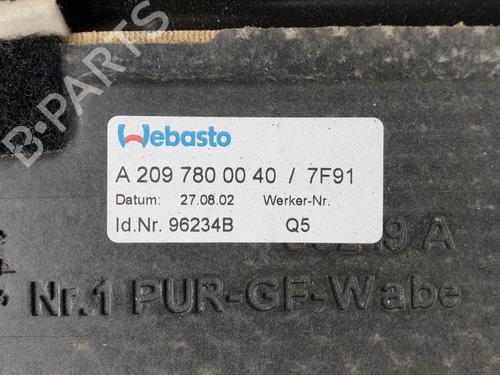 Webasto
A 209 780 00 40 / 7F91
Datum: 27.08.02 Werker-Nr.
Id.Nr. 96234B Q5
A
Nr.1 PUR-GF-Wabe
B-PARTS